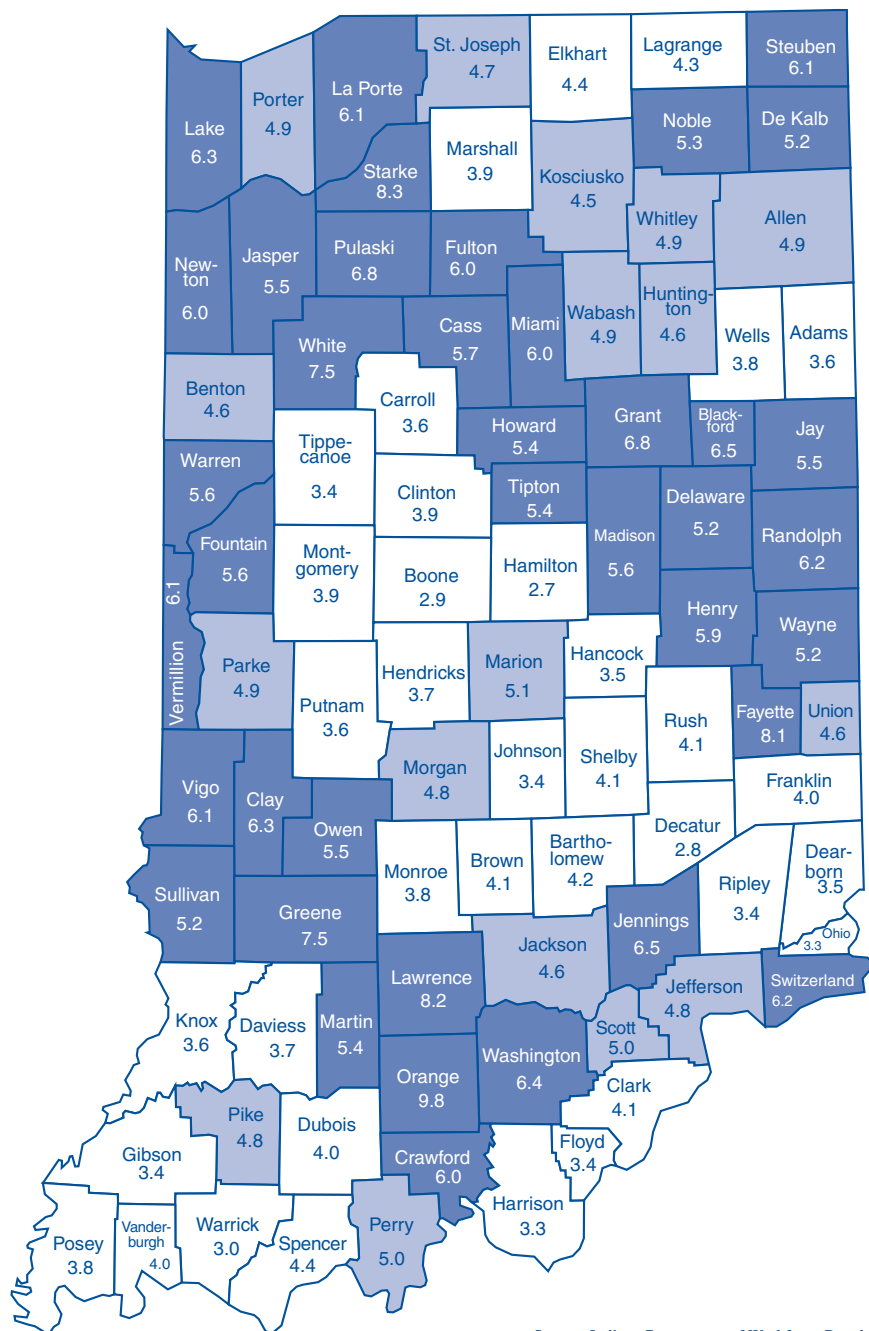 St. Joseph
4.7
Elkhart
4.4
Lagrange
4.3
Steuben
6.1
Lake
6.3
Porter
4.9
La Porte
6.1
Starke
8.3
Marshall
3.9
Kosciusko
4.5
Noble
5.3
De Kalb
5.2
Whitley
4.9
Allen
4.9
New-
ton
6.0
Jasper
5.5
Pulaski
6.8
Fulton
6.0
White
7.5
Cass
5.7
Miami
6.0
Wabash
4.9
Hunting-
ton
4.6
Wells
3.8
Adams
3.6
Benton
4.6
Carroll
3.6
Howard
5.4
Grant
6.8
Black-
ford
6.5
Jay
5.5
Warren
5.6
Tippe-
canoe
3.4
Clinton
3.9
Tipton
5.4
Madison
5.6
Delaware
5.2
Randolph
6.2
Fountain
5.6
Vermillion
6.1
Mont-
gomery
3.9
Boone
2.9
Hamilton
2.7
Henry
5.9
Wayne
5.2
Parke
4.9
Putnam
3.6
Hendricks
3.7
Marion
5.1
Hancock
3.5
Rush
4.1
Fayette
8.1
Union
4.6
Vigo
6.1
Clay
6.3
Owen
5.5
Morgan
4.8
Johnson
3.4
Shelby
4.1
Decatur
2.8
Franklin
4.0
Sullivan
5.2
Greene
7.5
Monroe
3.8
Brown
4.1
Bartho-
lomew
4.2
Jennings
6.5
Ripley
3.4
Dear-
born
3.5
Ohio
3.3
Knox
3.6
Daviess
3.7
Martin
5.4
Lawrence
8.2
Jackson
4.6
Scott
5.0
Jefferson
4.8
Switzerland
6.2
Orange
9.8
Washington
6.4
Clark
4.1
Gibson
3.4
Pike
4.8
Dubois
4.0
Crawford
6.0
Floyd
3.4
Harrison
3.3
Posey
3.8
Vander-
burgh
4.0
Warrick
3.0
Spencer
4.4
Perry
5.0